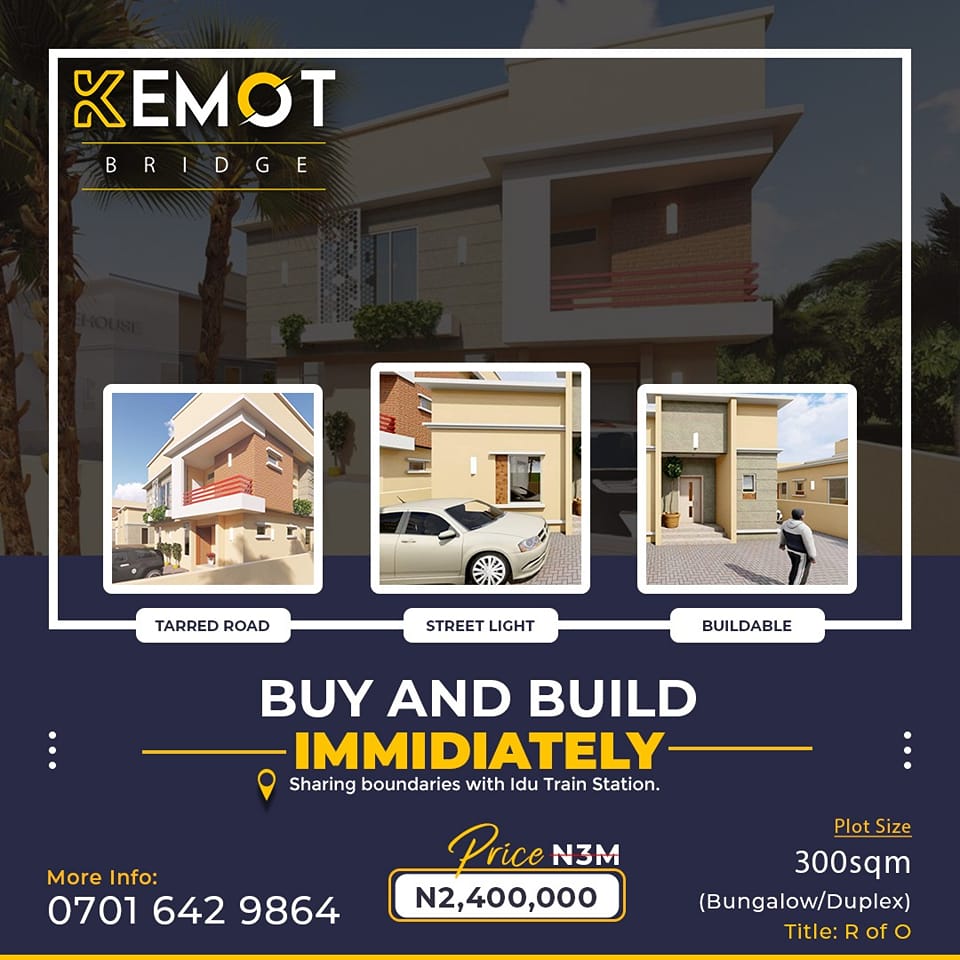 KEMOT
BRIDGE
EHOUSE
TARRED ROAD
STREET LIGHT
BUILDABLE
BUY AND BUILD
IMMIDIATELY
Sharing boundaries with Idu Train Station.
More Info:
0701 642 9864
Price N3M
N2,400,000
Plot Size
300sqm
(Bungalow/Duplex)
Title: R of O